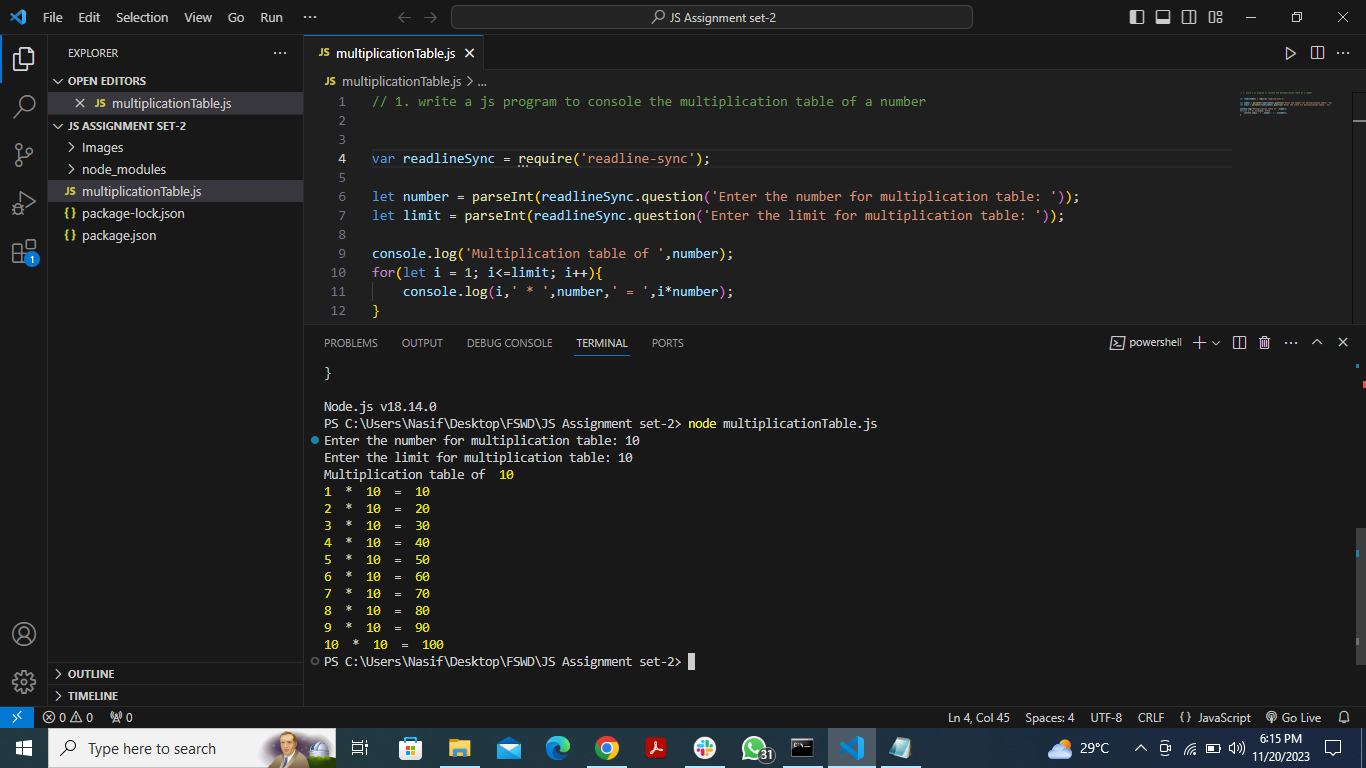 File Edit Selection View Go Run ···
JS Assignment set-2
EXPLORER
OPEN EDITORS
JS multiplicationTable.js
JS ASSIGNMENT SET-2
Images
node_modules
JS multiplicationTable.js
{} package-lock.json
{} package.json
OUTLINE
TIMELINE
1
JS multiplicationTable.js
JS multiplicationTable.js > ...
1 // 1. write a js program to console the multiplication table of a number
2
3
4 var readlineSync = require('readline-sync');
5
6 let number = parseInt(readlineSync.question('Enter the number for multiplication table: '));
7 let limit = parseInt(readlineSync.question('Enter the limit for multiplication table: '));
8
9 console.log('Multiplication table of ',number);
10 for(let i = 1; i<=limit; i++){
11 console.log(i,' * ',number,' = ',i*number);
12 }
PROBLEMS OUTPUT DEBUG CONSOLE TERMINAL PORTS
powershell
}
Node.js v18.14.0
PS C:\Users\Nasif\Desktop\FSWD\JS Assignment set-2> node multiplicationTable.js
Enter the number for multiplication table: 10
Enter the limit for multiplication table: 10
Multiplication table of  10
1  *  10  =  10
2  *  10  =  20
3  *  10  =  30
4  *  10  =  40
5  *  10  =  50
6  *  10  =  60
7  *  10  =  70
8  *  10  =  80
9  *  10  =  90
10  *  10  =  100
PS C:\Users\Nasif\Desktop\FSWD\JS Assignment set-2>
0 0 0
Ln 4, Col 45 Spaces: 4 UTF-8 CRLF {} JavaScript Go Live
Type here to search
31
29°C
6:15 PM
11/20/2023